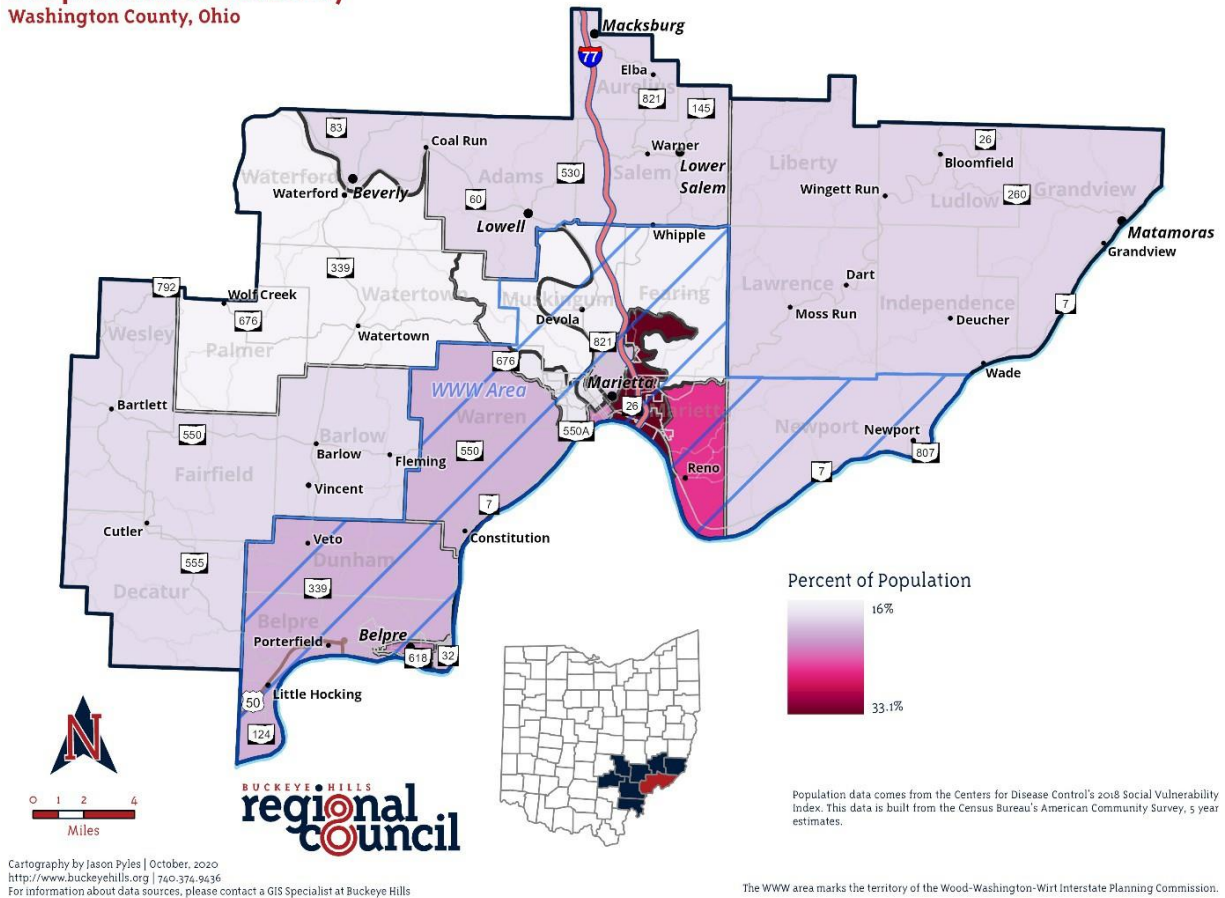 Washington County, Ohio
77
Macksburg
Elba
Aurelius
821
145
83
Coal Run
26
Bloomfield
Warner
Lower
Salem
Salem
530
Adams
Liberty
Waterford
Waterford
Beverly
60
Wingett Run
Ludlow
260
Grandview
Lowell
Whipple
Matamoras
Grandview
339
Watertown
Dart
792
Wolf Creek
Muskingum
Fearing
Lawrence
Independence
7
Wesley
676
Devola
Moss Run
Deucher
Palmer
Watertown
821
676
Wade
WWW Area
Marietta
Bartlett
Warren
26
Marietta
550
Barlow
550A
Newport
Newport
Barlow
550
807
Fairfield
Fleming
Reno
7
Vincent
7
Cutler
Constitution
Veto
Dunham
555
339
Decatur
Belpre
Porterfield
Belpre
618
32
50
Little Hocking
124
Percent of Population
16%
33.1%
N
0 1 2 4
Miles
BUCKEYE HILLS
regional
council
Population data comes from the Centers for Disease Control's 2018 Social Vulnerability
Index. This data is built from the Census Bureau's American Community Survey, 5 year
estimates.
Cartography by Jason Pyles | October, 2020
http://www.buckeyehills.org | 740.374.9436
For information about data sources, please contact a GIS Specialist at Buckeye Hills
The WWW area marks the territory of the Wood-Washington-Wirt Interstate Planning Commission.